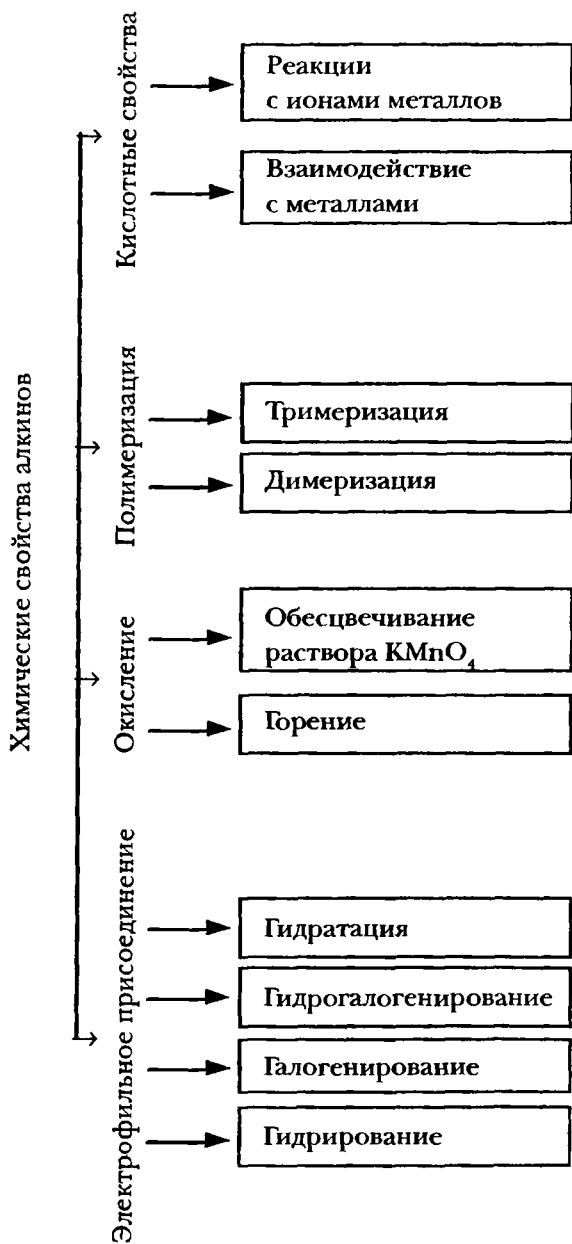 Химические свойства алкинов
Кислотные свойства
Реакции
с ионами металлов
Взаимодействие
с металлами
Полимеризация
Тримеризация
Димеризация
Окисление
Обесцвечивание
раствора KMnO₄
Горение
Электрофильное присоединение
Гидратация
Гидрогалогенирование
Галогенирование
Гидрирование